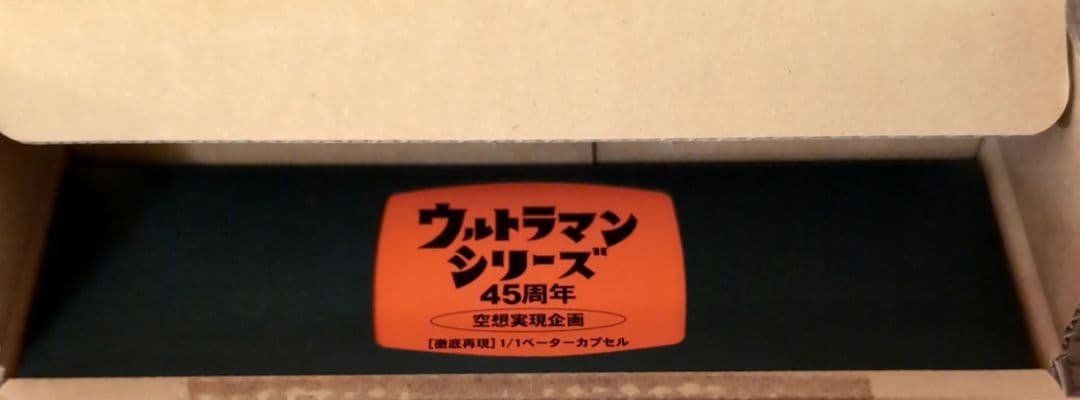 ウルトラマン
シリーズ
45周年
空想実現企画
［徹底再現］1/1ベーターカプセル